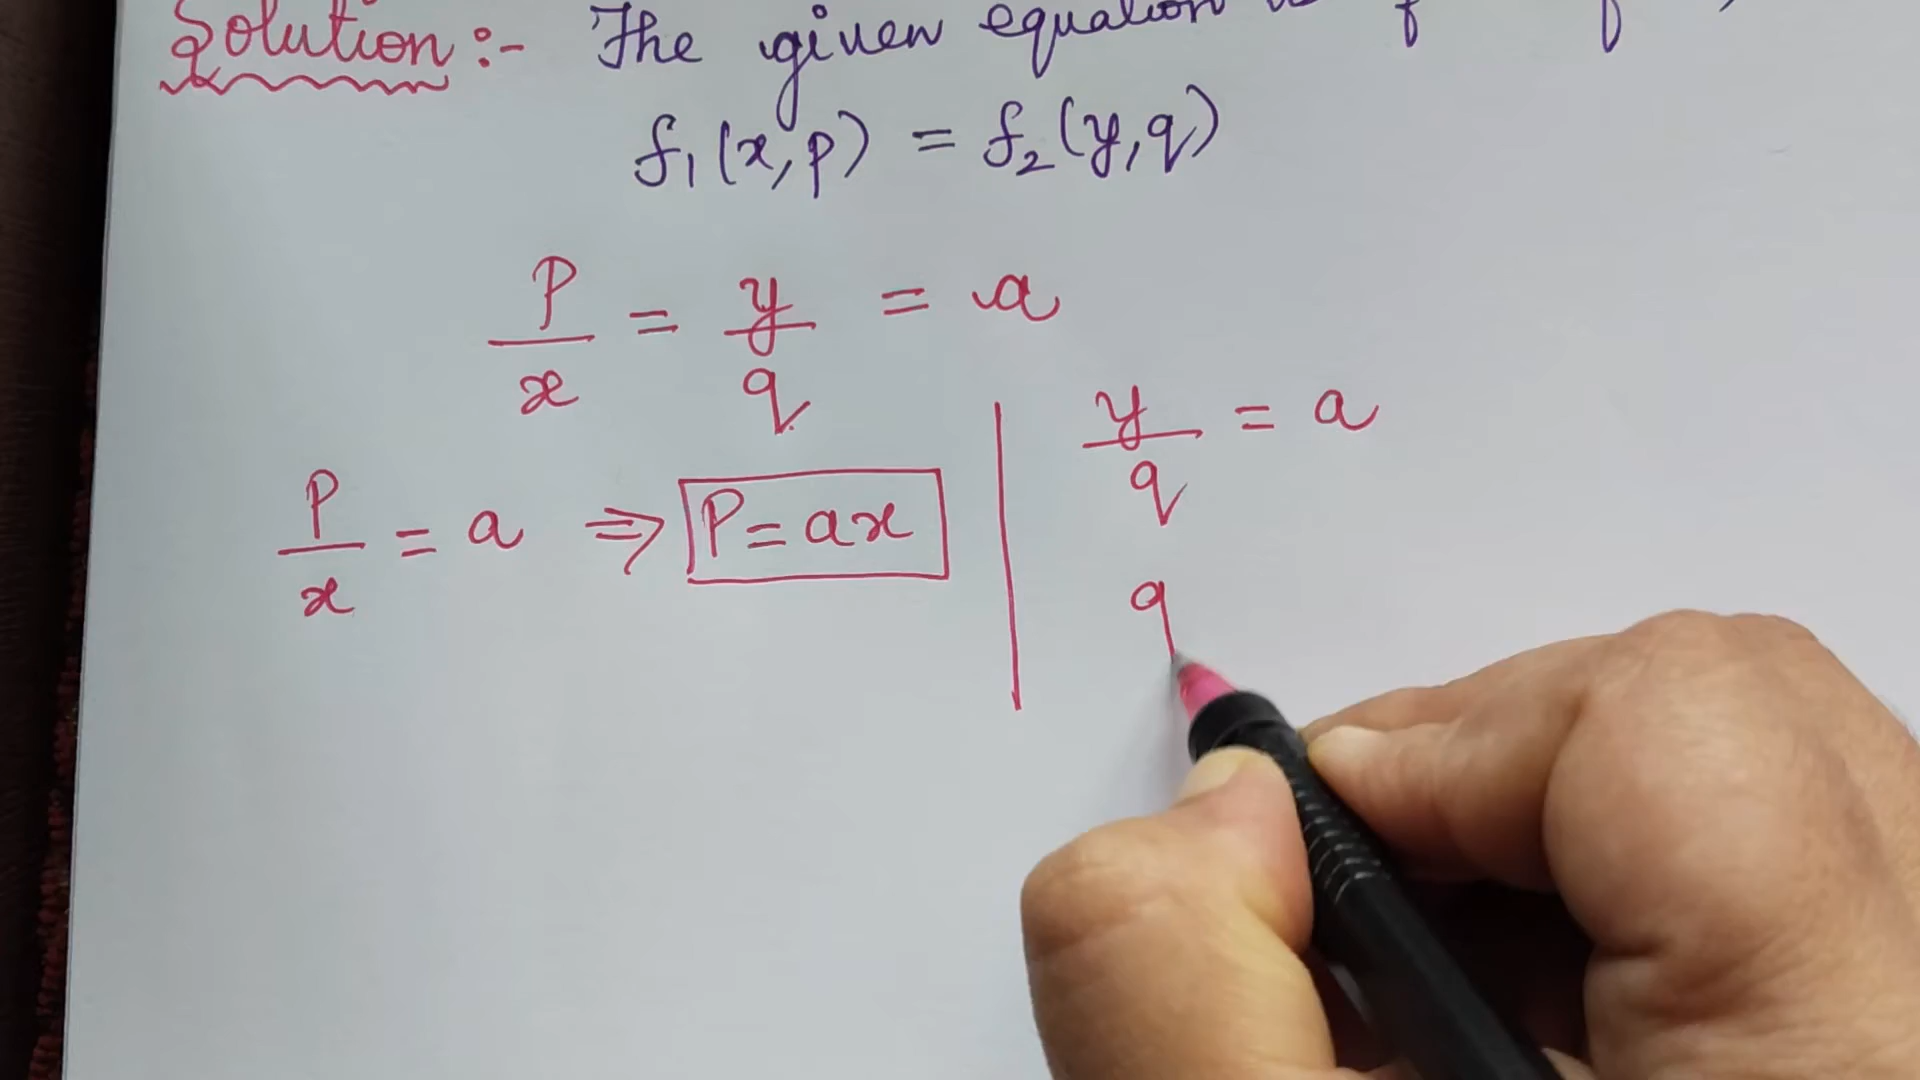 Solution :- The given equation
f₁(x,p) = f₂(y,q)
P/x = y/q = a
P/x = a ⇒ P=ax
y/q = a
q